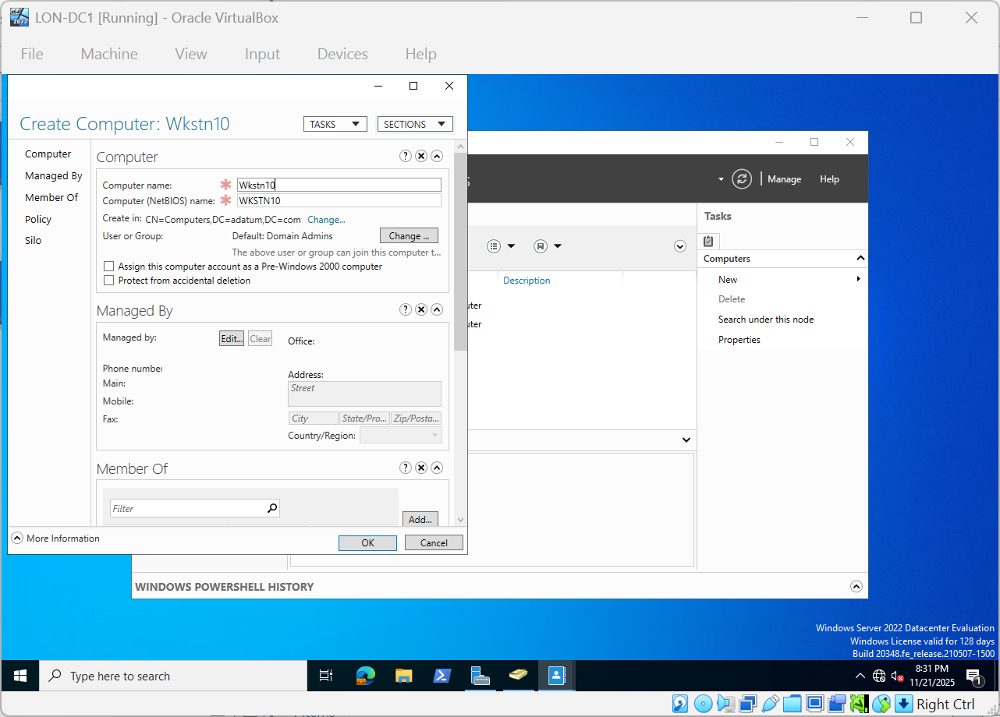 LON-DC1 [Running] - Oracle VirtualBox
File Machine View Input Devices Help
Create Computer: Wkstn10
TASKS
SECTIONS
Computer
Managed By
Member Of
Policy
Silo
Computer
Computer name:
Wkstn10
Computer (NetBIOS) name:
WKSTN10
Create in: CN=Computers,DC=adatum,DC=com Change...
User or Group: Default: Domain Admins
Change ...
The above user or group can join this computer t...
Assign this computer account as a Pre-Windows 2000 computer
Protect from accidental deletion
Managed By
Managed by:
Edit...
Clear
Office:
Phone number
Main:
Mobile:
Fax:
Address:
Street
City
State/Pro...
Zip/Posta...
Country/Region:
Member Of
Filter
Add...
More Information
OK
Cancel
Manage
Help
Description
Tasks
Computers
New
Delete
Search under this node
Properties
WINDOWS POWERSHELL HISTORY
Windows Server 2022 Datacenter Evaluation
Windows License valid for 128 days
Build 20348.fe_release.210507-1500
Type here to search
8:31 PM
11/21/2025
1
Right Ctrl